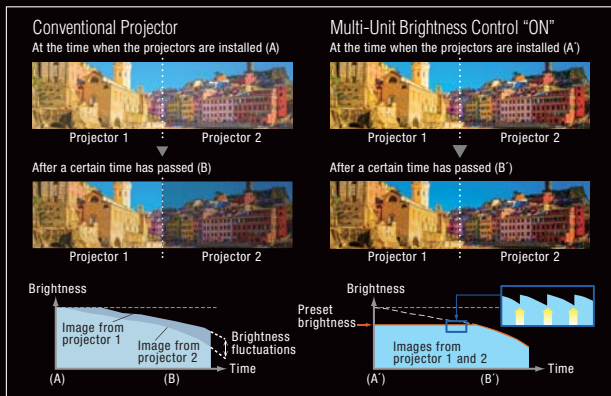 Conventional Projector
At the time when the projectors are installed (A)
Projector 1
Projector 2
After a certain time has passed (B)
Projector 1
Projector 2
Brightness
Image from
projector 1
Image from
projector 2
Brightness
fluctuations
Time
(A)
(B)
Multi-Unit Brightness Control “ON”
At the time when the projectors are installed (A´)
Projector 1
Projector 2
After a certain time has passed (B´)
Projector 1
Projector 2
Brightness
Preset
brightness
Images from
projector 1 and 2
Time
(A´)
(B´)